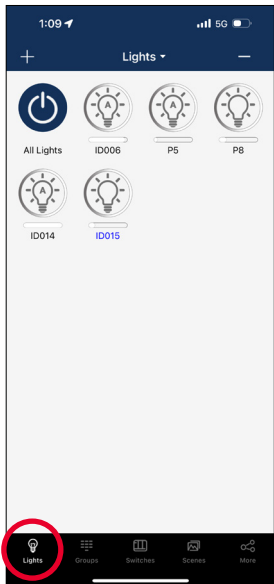 1:09 5G
+ Lights −
All Lights ID006 P5 P8
A A A
ID014 ID015
Lights Groups Switches Scenes More